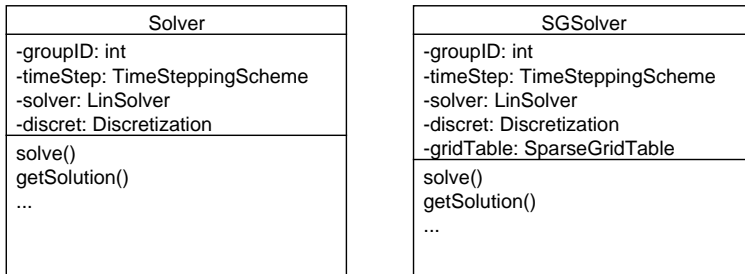 Solver
-groupID: int
-timeStep: TimeSteppingScheme
-solver: LinSolver
-discret: Discretization
solve()
getSolution()
...
SGSolver
-groupID: int
-timeStep: TimeSteppingScheme
-solver: LinSolver
-discret: Discretization
-gridTable: SparseGridTable
solve()
getSolution()
...